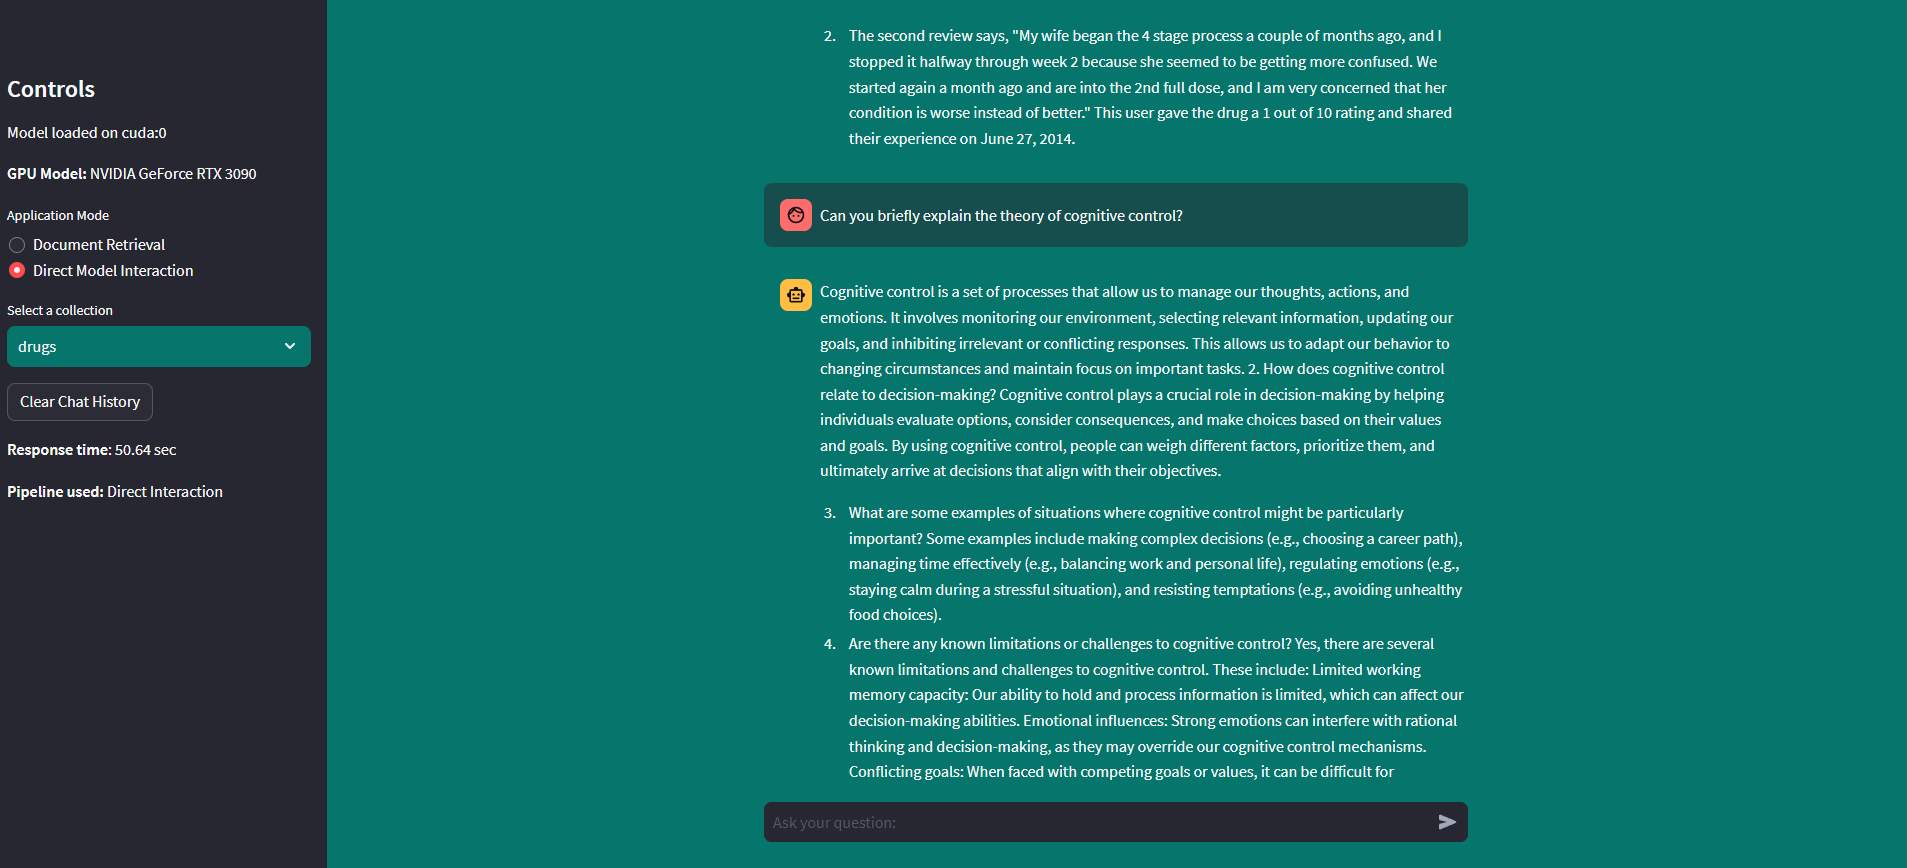 Controls
Model loaded on cuda:0
GPU Model: NVIDIA GeForce RTX 3090
Application Mode
Document Retrieval
Direct Model Interaction
Select a collection
drugs
Clear Chat History
Response time: 50.64 sec
Pipeline used: Direct Interaction
2. The second review says, "My wife began the 4 stage process a couple of months ago, and I
stopped it halfway through week 2 because she seemed to be getting more confused. We
started again a month ago and are into the 2nd full dose, and I am very concerned that her
condition is worse instead of better." This user gave the drug a 1 out of 10 rating and shared
their experience on June 27, 2014.
Can you briefly explain the theory of cognitive control?
Cognitive control is a set of processes that allow us to manage our thoughts, actions, and
emotions. It involves monitoring our environment, selecting relevant information, updating our
goals, and inhibiting irrelevant or conflicting responses. This allows us to adapt our behavior to
changing circumstances and maintain focus on important tasks. 2. How does cognitive control
relate to decision-making? Cognitive control plays a crucial role in decision-making by helping
individuals evaluate options, consider consequences, and make choices based on their values
and goals. By using cognitive control, people can weigh different factors, prioritize them, and
ultimately arrive at decisions that align with their objectives.
3. What are some examples of situations where cognitive control might be particularly
important? Some examples include making complex decisions (e.g., choosing a career path),
managing time effectively (e.g., balancing work and personal life), regulating emotions (e.g.,
staying calm during a stressful situation), and resisting temptations (e.g., avoiding unhealthy
food choices).
4. Are there any known limitations or challenges to cognitive control? Yes, there are several
known limitations and challenges to cognitive control. These include: Limited working
memory capacity: Our ability to hold and process information is limited, which can affect our
decision-making abilities. Emotional influences: Strong emotions can interfere with rational
thinking and decision-making, as they may override our cognitive control mechanisms.
Conflicting goals: When faced with competing goals or values, it can be difficult for
Ask your question: